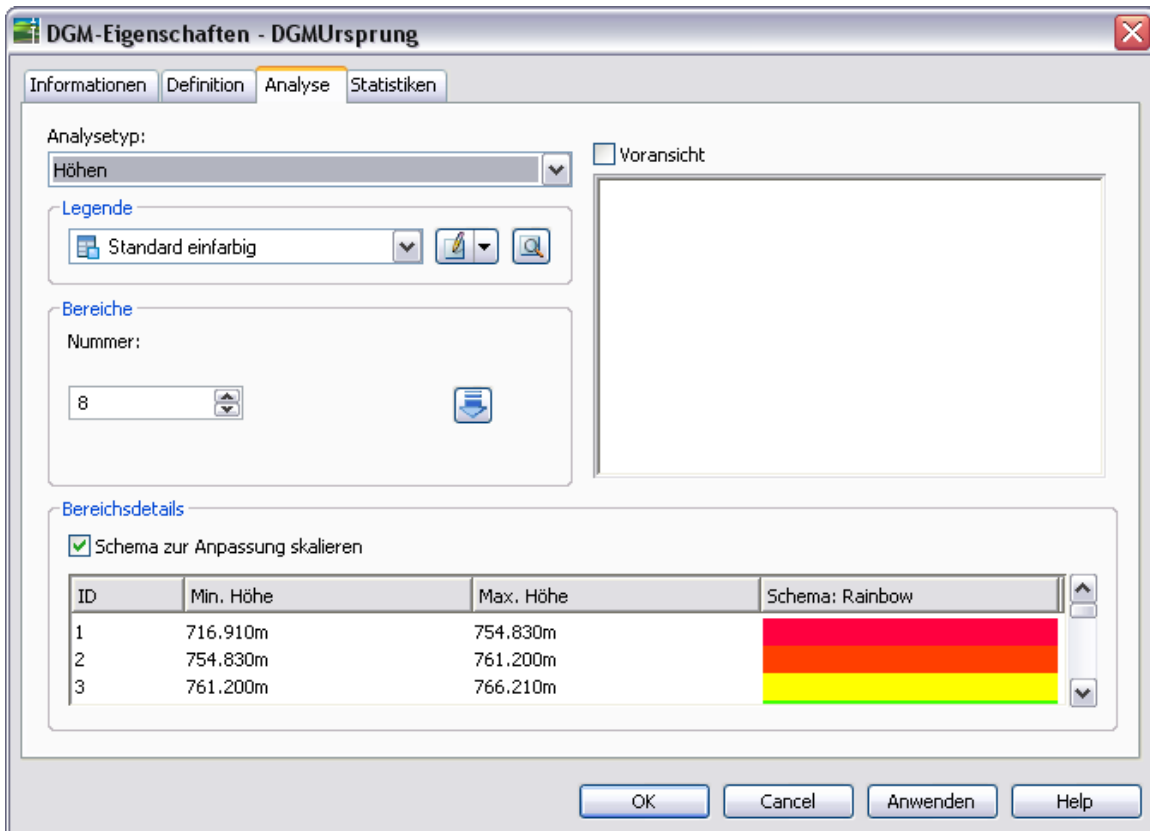 DGM-Eigenschaften - DGMUrsprung
Informationen Definition Analyse Statistiken
Analysetyp:
Höhen
Voransicht
Legende
Standard einfarbig
Bereiche
Nummer:
8
Bereichsdetails
Schema zur Anpassung skalieren
ID Min. Höhe Max. Höhe Schema: Rainbow
1 716.910m 754.830m
2 754.830m 761.200m
3 761.200m 766.210m
OK Cancel Anwenden Help